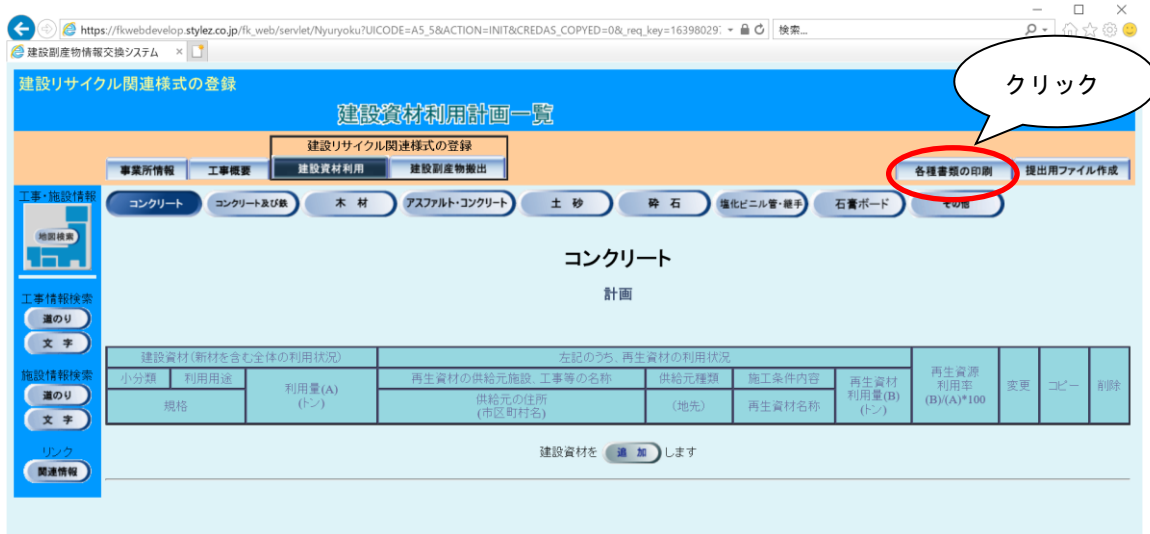 https://fkwebdevelop.stylez.co.jp/fk_web/servlet/Nyuryoku?UICODE=A5_5&ACTION=INIT&CREDAS_COPYED=0&_req_key=16398029: 検索...
建設副産物情報交換システム ×
建設リサイクル関連様式の登録
クリック
建設資材利用計画一覧
建設リサイクル関連様式の登録
事業所情報 工事概要 建設資材利用 建設副産物搬出 各種書類の印刷 提出用ファイル作成
工事・施設情報
コンクリート コンクリート及び鉄 木 材 アスファルト・コンクリート 土 砂 砕 石 塩化ビニル管・継手 石膏ボード その他
地図検索
コンクリート
計画
工事情報検索
道のり
文 字
施設情報検索
道のり
文 字
リンク
関連情報
建設資材(新材を含む全体の利用状況) 左記のうち、再生資材の利用状況 再生資源利用率(B)/(A)*100 変更 コピー 削除
小分類 利用用途 利用量(A)(トン) 再生資材の供給元施設、工事等の名称 供給元種類 施工条件内容 再生資材利用量(B)(トン)
規格 供給元の住所(市区町村名) (地先) 再生資材名称
建設資材を 追 加 します